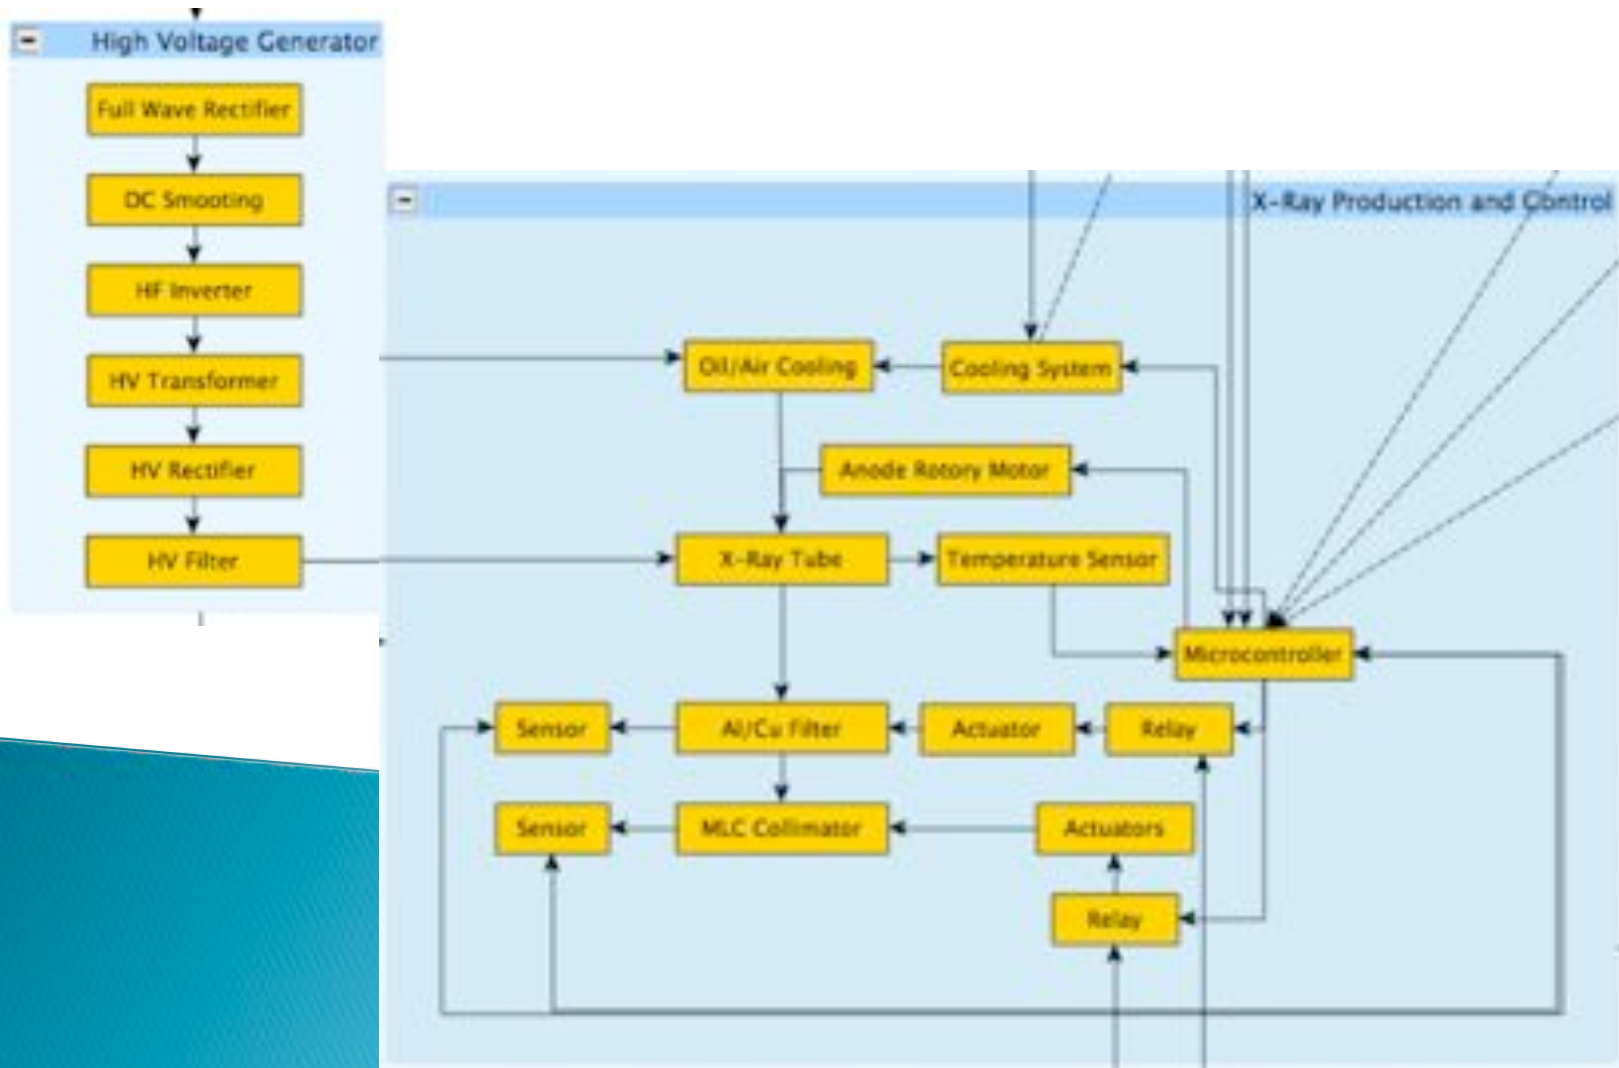 High Voltage Generator
Full Wave Rectifier
DC Smooting
HF Inverter
HV Transformer
HV Rectifier
HV Filter
X-Ray Production and Control
Oil/Air Cooling
Cooling System
Anode Rotory Motor
X-Ray Tube
Temperature Sensor
Microcontroller
Sensor
Al/Cu Filter
Actuator
Relay
Sensor
MLC Collimator
Actuators
Relay